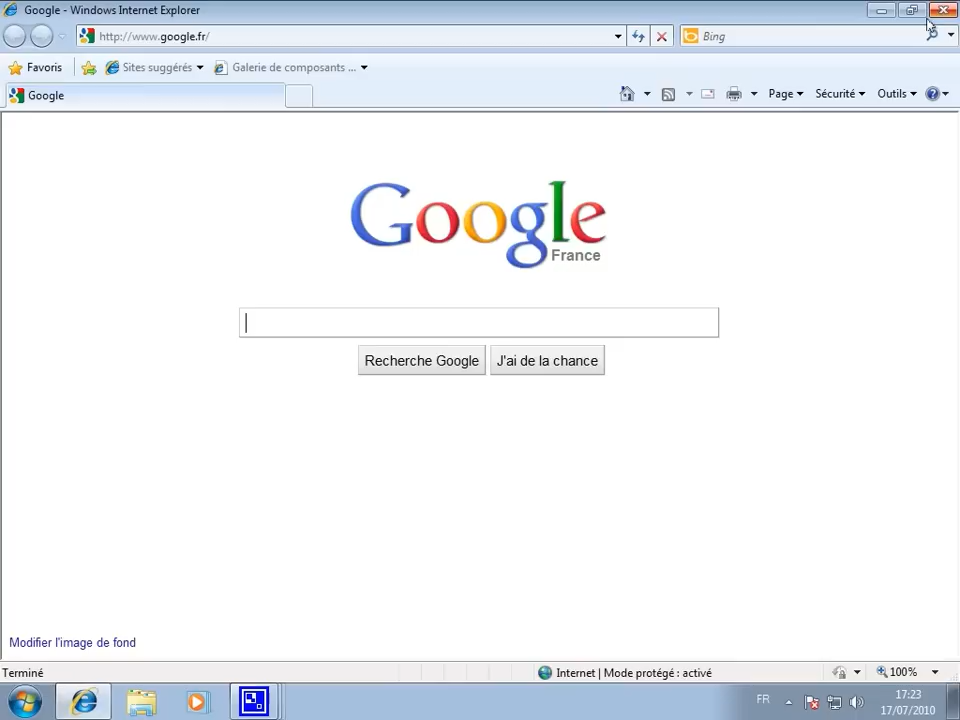 Google - Windows Internet Explorer
http://www.google.fr/
Bing
Favoris
Sites suggérés
Galerie de composants ...
Google
Page
Sécurité
Outils
Google
France
Recherche Google
J'ai de la chance
Modifier l'image de fond
Terminé
Internet | Mode protégé : activé
100%
FR
17:23
17/07/2010